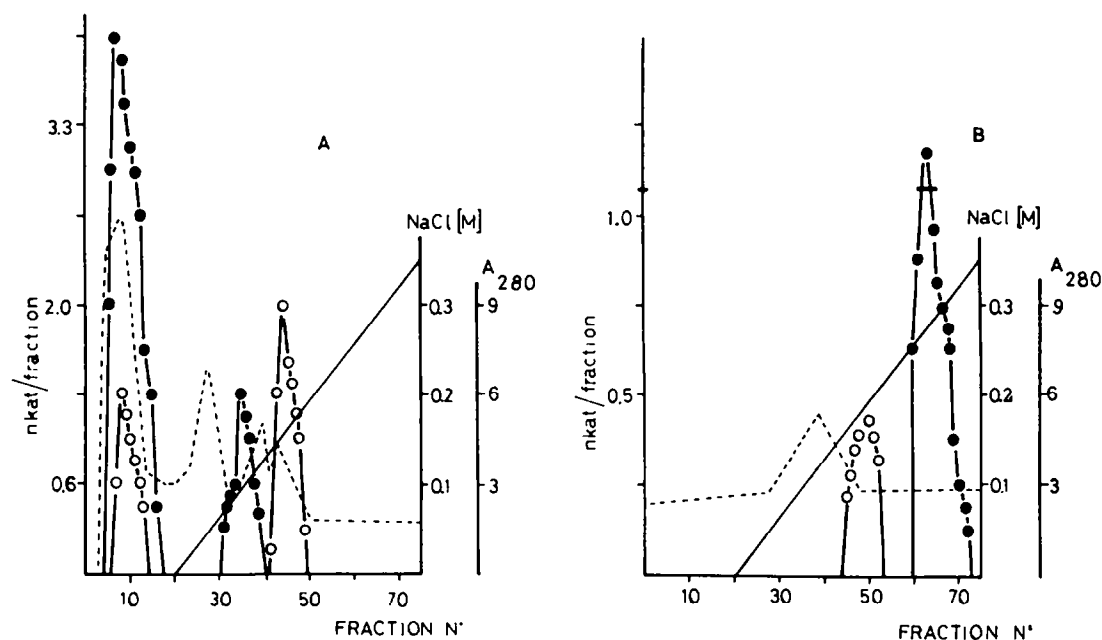 A
3.3
2.0
0,6
nkat/fraction
NaCl [M]
0.3
0.2
0.1
A280
9
6
3
10 30 50 70
FRACTION N°
B
1.0
0.5
nkat/fraction
NaCl [M]
0.3
0.2
0.1
A280
9
6
3
10 30 50 70
FRACTION N°